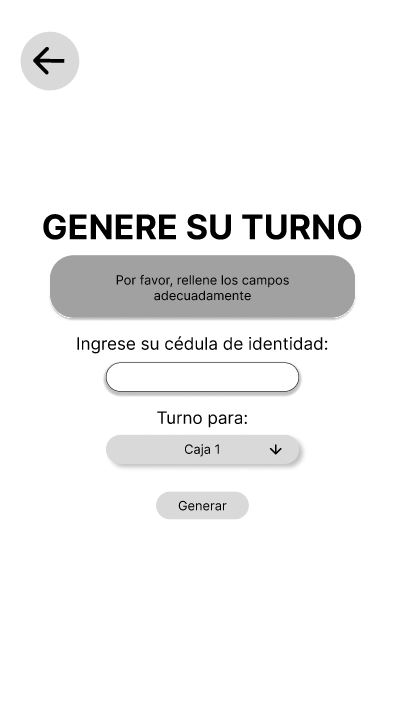 GENERE SU TURNO
Por favor, rellene los campos
adecuadamente
Ingrese su cédula de identidad:
Turno para:
Caja 1
Generar